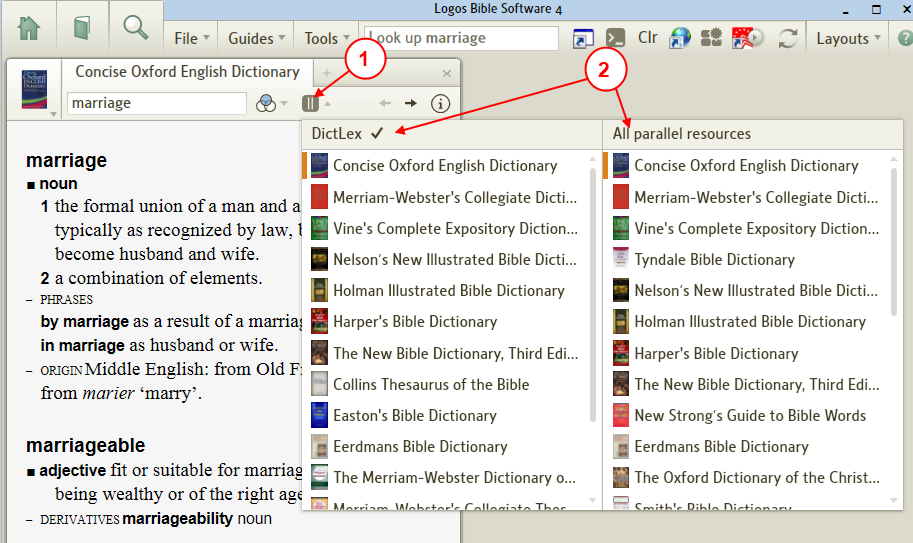 Logos Bible Software 4
File Guides Tools Look up marriage Clr Layouts
1
2
Concise Oxford English Dictionary
marriage
DictLex ✓
Concise Oxford English Dictionary
Merriam-Webster's Collegiate Dicti...
Vine's Complete Expository Diction...
Nelson's New Illustrated Bible Dicti...
Holman Illustrated Bible Dictionary
Harper's Bible Dictionary
The New Bible Dictionary, Third Edi...
Collins Thesaurus of the Bible
Easton's Bible Dictionary
Eerdmans Bible Dictionary
The Merriam-Webster Dictionary o...
Merriam-Webster's Collegiate Thes...
All parallel resources
Concise Oxford English Dictionary
Merriam-Webster's Collegiate Dicti...
Vine's Complete Expository Diction...
Tyndale Bible Dictionary
Nelson's New Illustrated Bible Dicti...
Holman Illustrated Bible Dictionary
Harper's Bible Dictionary
The New Bible Dictionary, Third Edi...
New Strong's Guide to Bible Words
Eerdmans Bible Dictionary
The Oxford Dictionary of the Christ...
Smith's Bible Dictionary
marriage
■ noun
1 the formal union of a man and a
typically as recognized by law, b
become husband and wife.
2 a combination of elements.
– PHRASES
by marriage as a result of a marriag
in marriage as husband or wife.
– ORIGIN Middle English: from Old F
from marier ‘marry’.
marriageable
■ adjective fit or suitable for marriag
being wealthy or of the right age
– DERIVATIVES marriageability noun